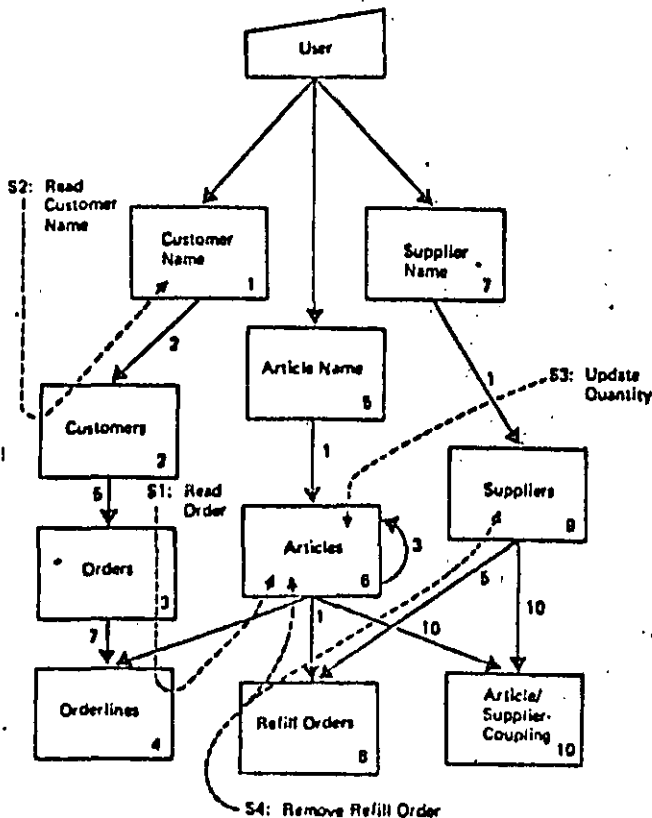 User
S2: Read
Customer
Name
Customer
Name
1
Supplier
Name
7
2
Article Name
5
1
S3: Update
Quantity
1
Customers
2
S1: Read
Order
5
Articles
6
3
Suppliers
9
Orders
3
7
1
10
5
10
Orderlines
4
Refill Orders
8
Article/
Supplier-
Coupling
10
S4: Remove Refill Order